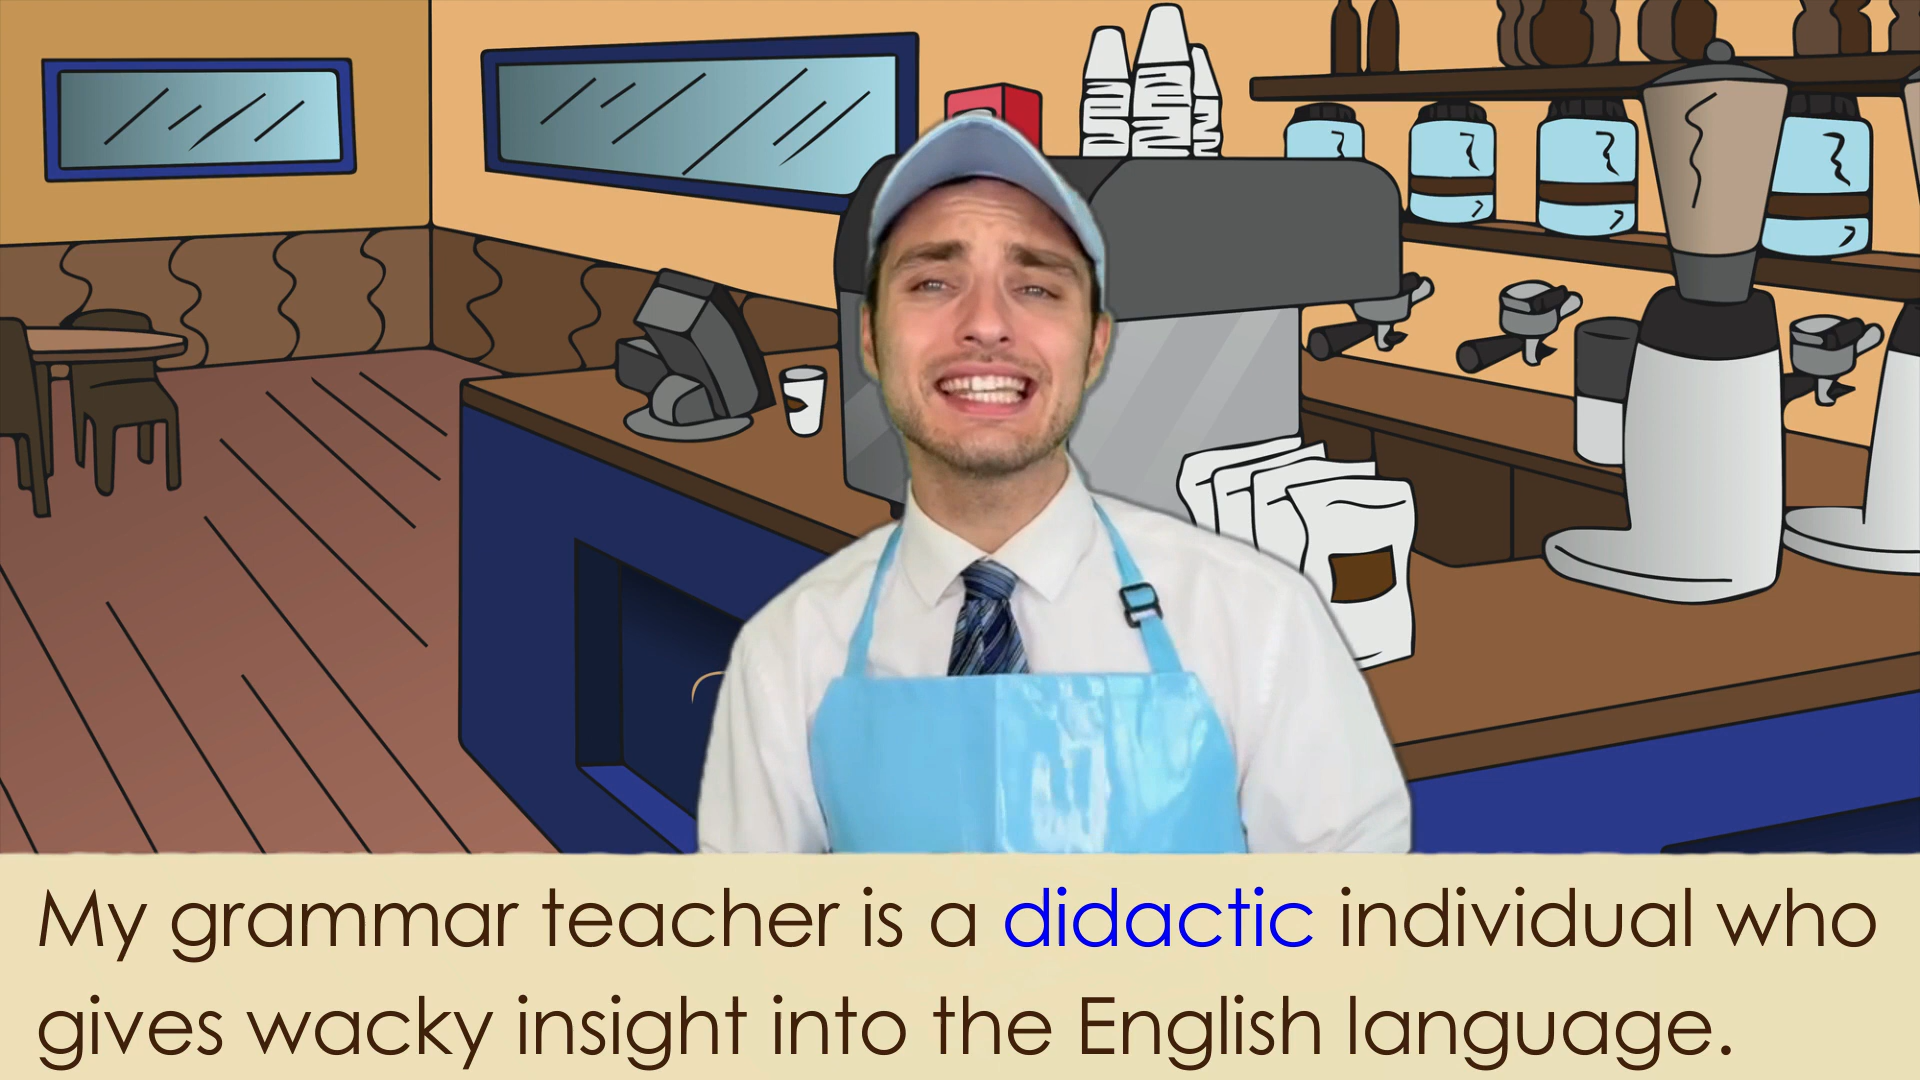 My grammar teacher is a didactic individual who
gives wacky insight into the English language.